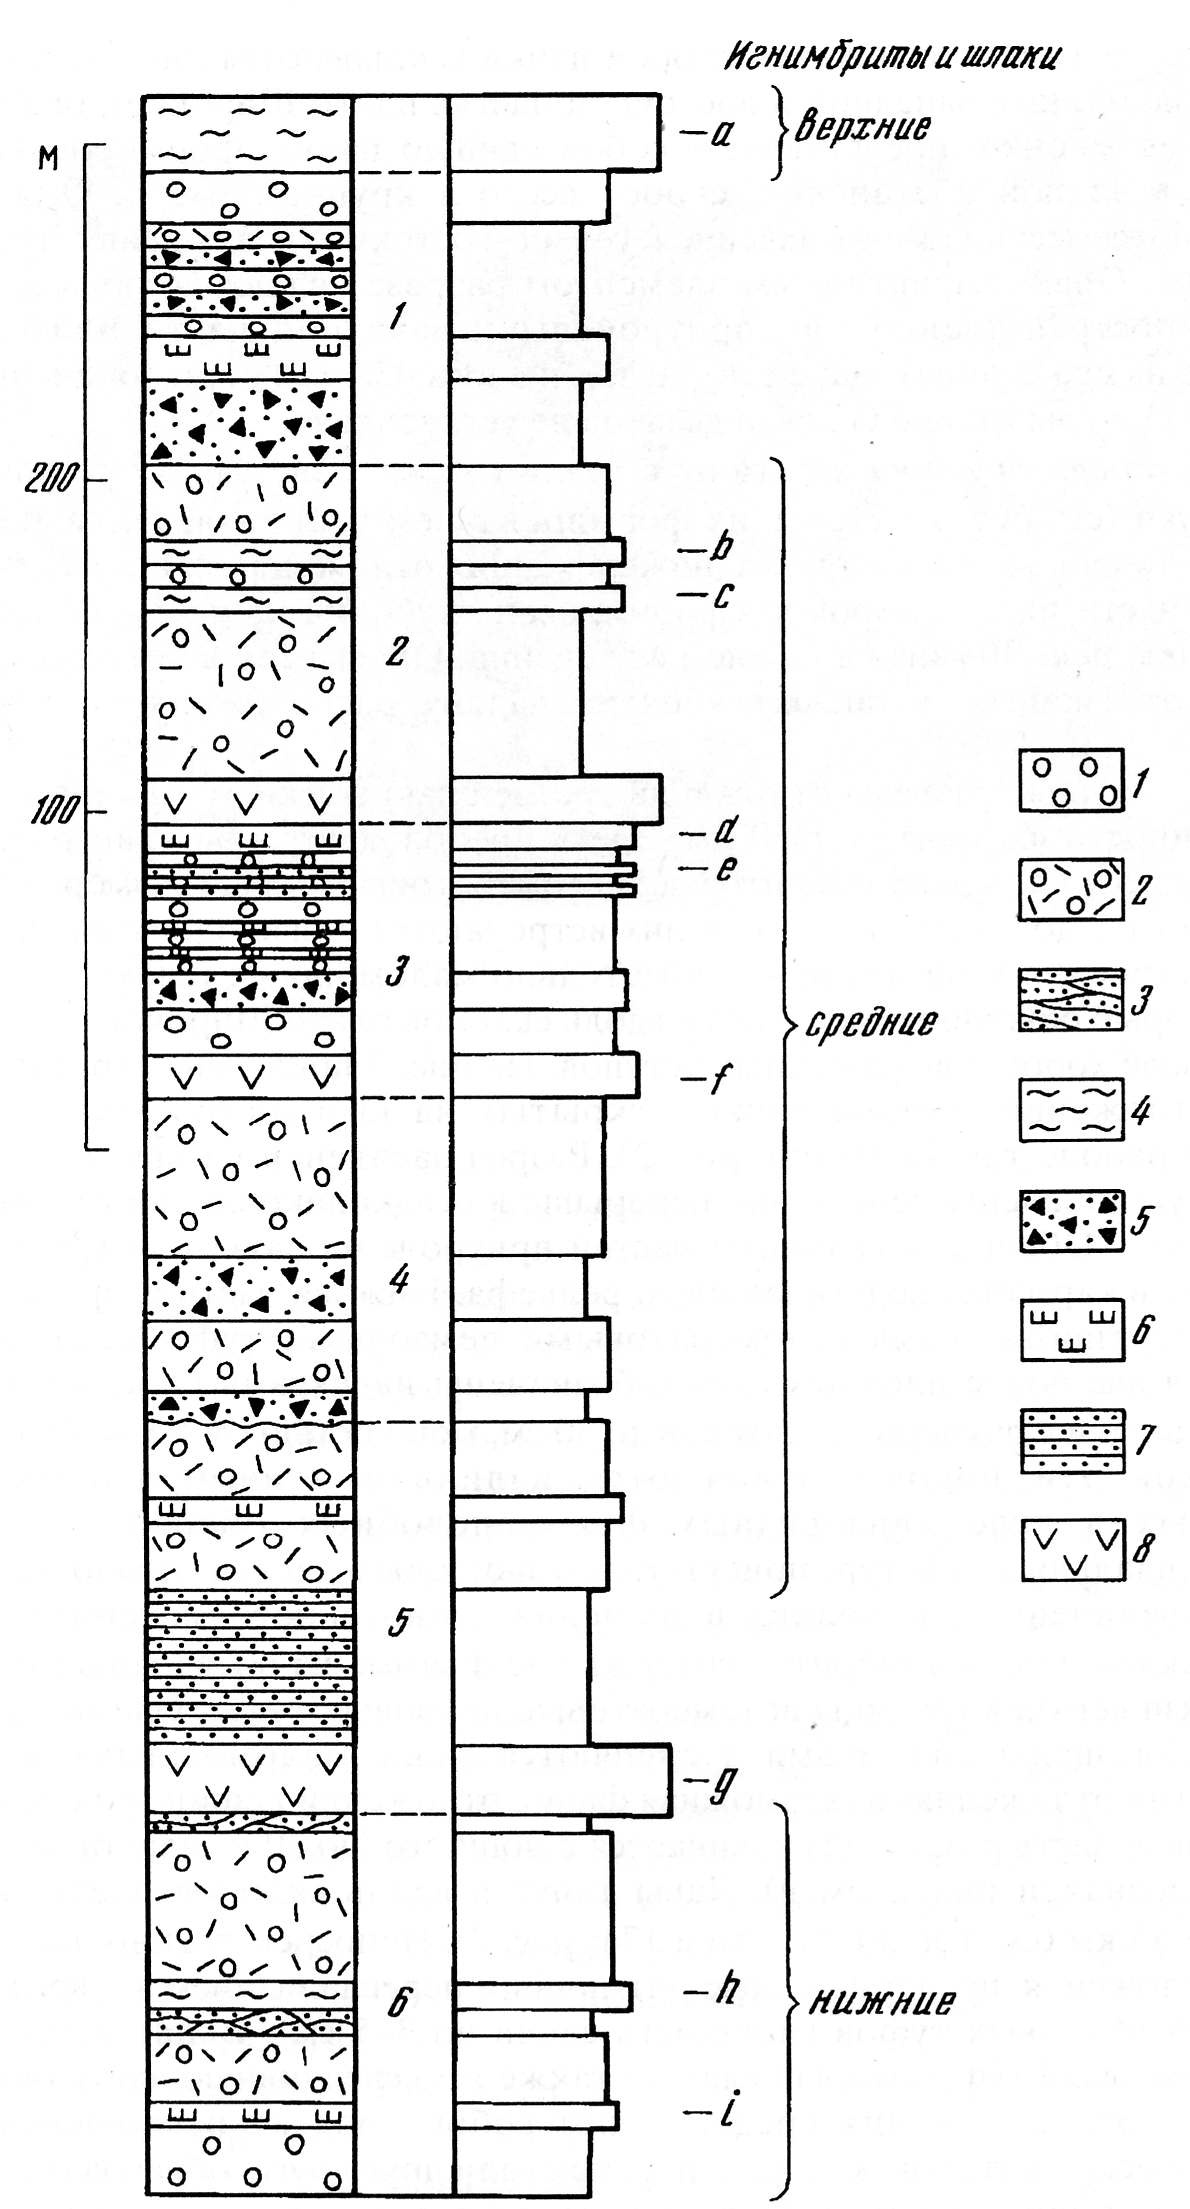 Игнимбриты и шлаки
М
200
100
1
2
3
4
5
6
– a
– b
– c
– d
– e
– f
– g
– h
– i
верхние
средние
нижние
1
2
3
4
5
6
7
8